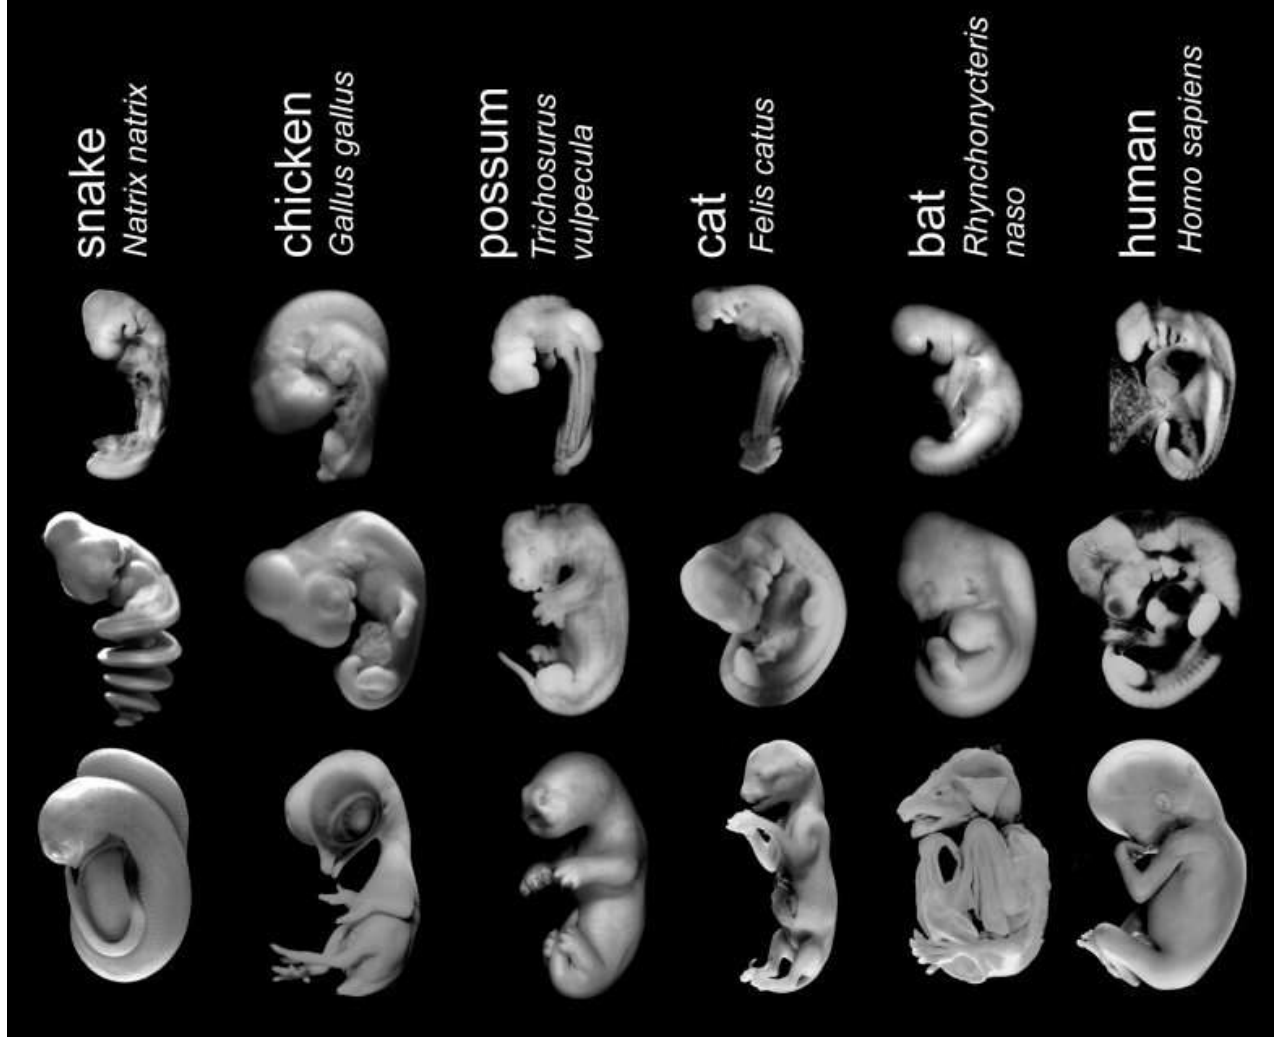 snake
Natrix natrix
chicken
Gallus gallus
possum
Trichosurus
vulpecula
cat
Felis catus
bat
Rhynchonycteris
naso
human
Homo sapiens